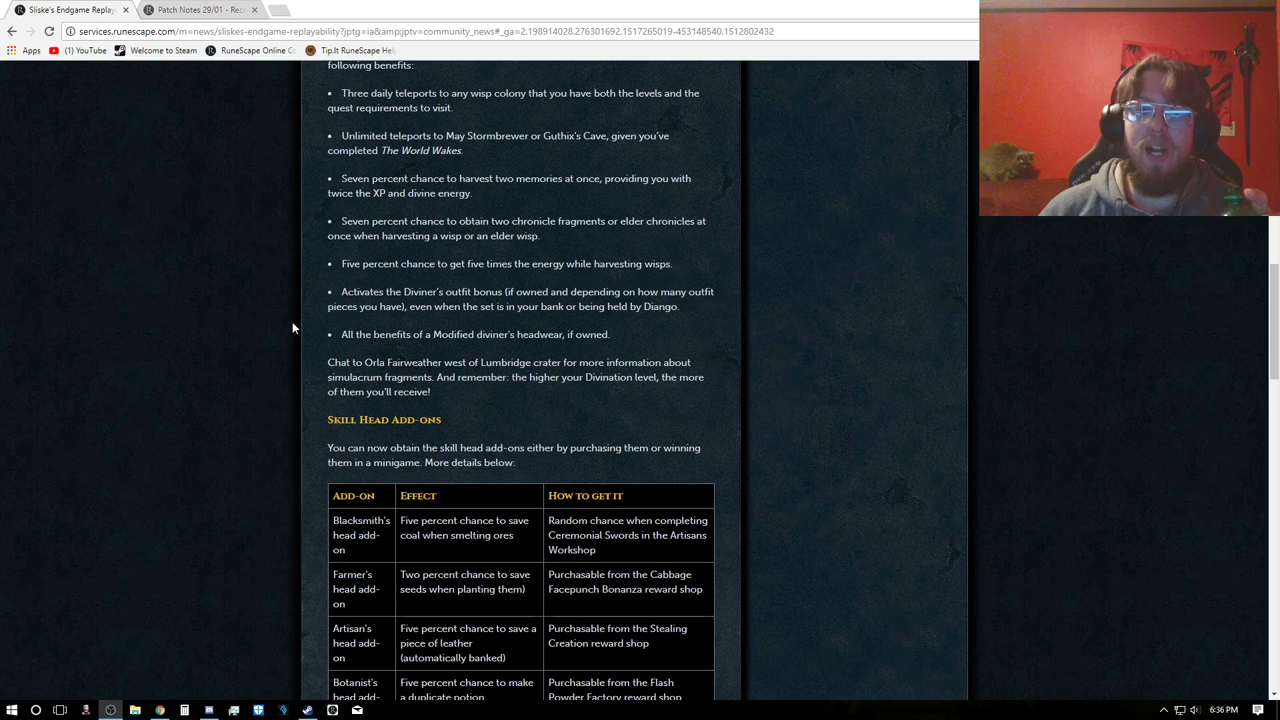 Sliske's Endgame Replayab
Patch Notes 29/01 - Rec
services.runescape.com/m=news/sliskes-endgame-replayability?jptg=ia&amp;jptv=community_news#_ga=2.198914028.276301692.1517265019-453148540.1512802432
Apps
(1) YouTube
Welcome to Steam
RuneScape Online Co
Tip.It RuneScape Hel
following benefits:
• Three daily teleports to any wisp colony that you have both the levels and the
quest requirements to visit.
• Unlimited teleports to May Stormbrewer or Guthix's Cave, given you've
completed The World Wakes.
• Seven percent chance to harvest two memories at once, providing you with
twice the XP and divine energy.
• Seven percent chance to obtain two chronicle fragments or elder chronicles at
once when harvesting a wisp or an elder wisp.
• Five percent chance to get five times the energy while harvesting wisps.
• Activates the Diviner's outfit bonus (if owned and depending on how many outfit
pieces you have), even when the set is in your bank or being held by Diango.
• All the benefits of a Modified diviner's headwear, if owned.
Chat to Orla Fairweather west of Lumbridge crater for more information about
simulacrum fragments. And remember: the higher your Divination level, the more
of them you'll receive!
Skill Head Add-ons
You can now obtain the skill head add-ons either by purchasing them or winning
them in a minigame. More details below:
Add-on Effect How to get it
Blacksmith's head add-on
Five percent chance to save
coal when smelting ores
Random chance when completing
Ceremonial Swords in the Artisans
Workshop
Farmer's
head add-
on
Two percent chance to save
seeds when planting them)
Purchasable from the Cabbage
Facepunch Bonanza reward shop
Artisan's
head add-
on
Five percent chance to save a
piece of leather
(automatically banked)
Purchasable from the Stealing
Creation reward shop
Botanist's
head add-
Five percent chance to make
a duplicate potion
Purchasable from the Flash
Powder Factory reward shop
6:36 PM